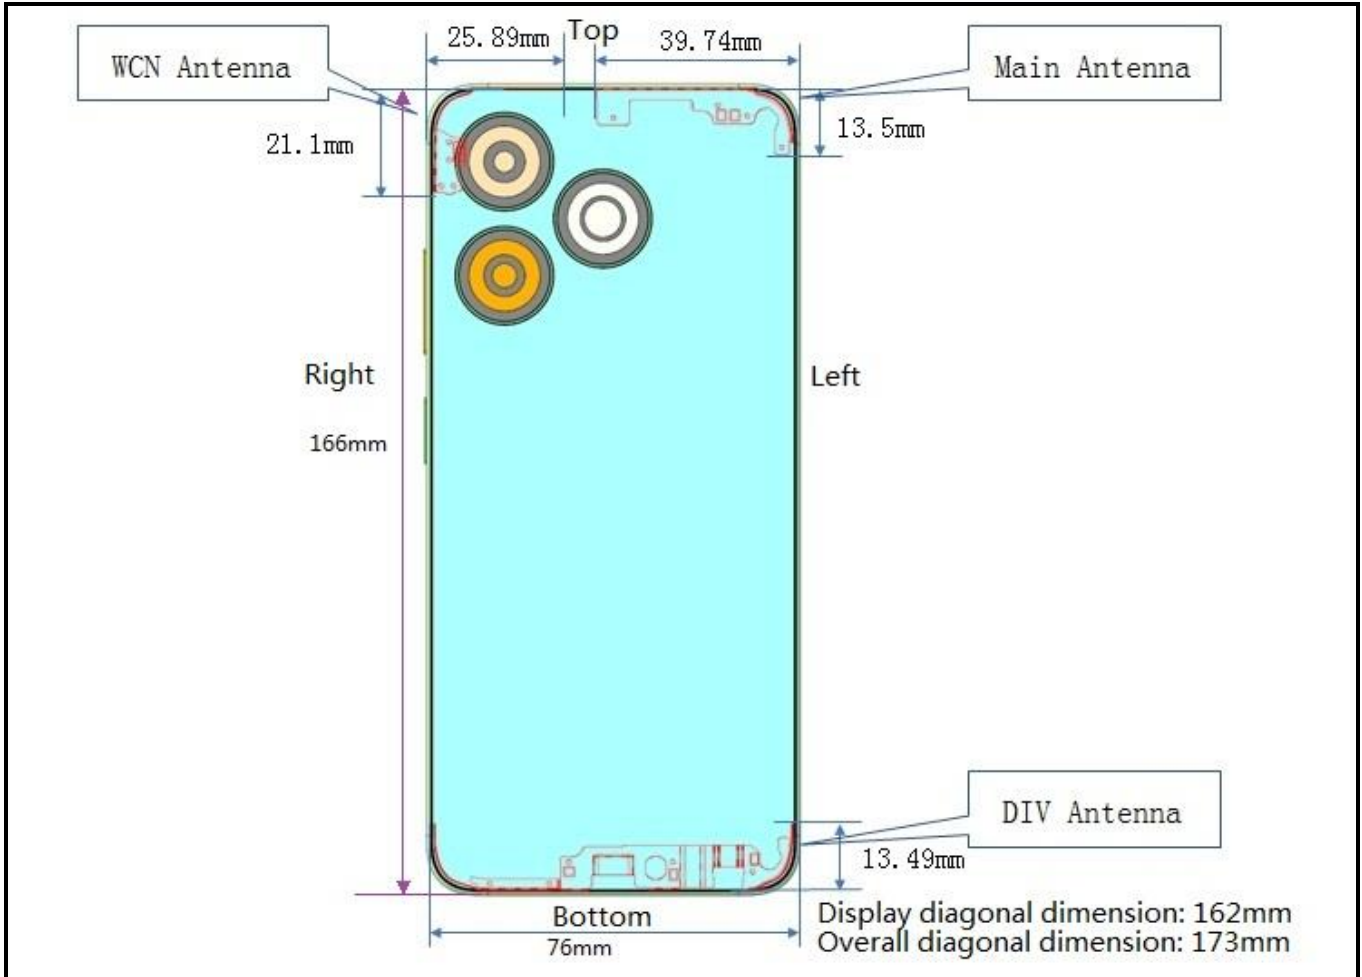 Top
25.89mm
39.74mm
WCN Antenna
Main Antenna
13.5mm
21.1mm
Right
Left
166mm
DIV Antenna
13.49mm
Bottom
76mm
Display diagonal dimension: 162mm
Overall diagonal dimension: 173mm